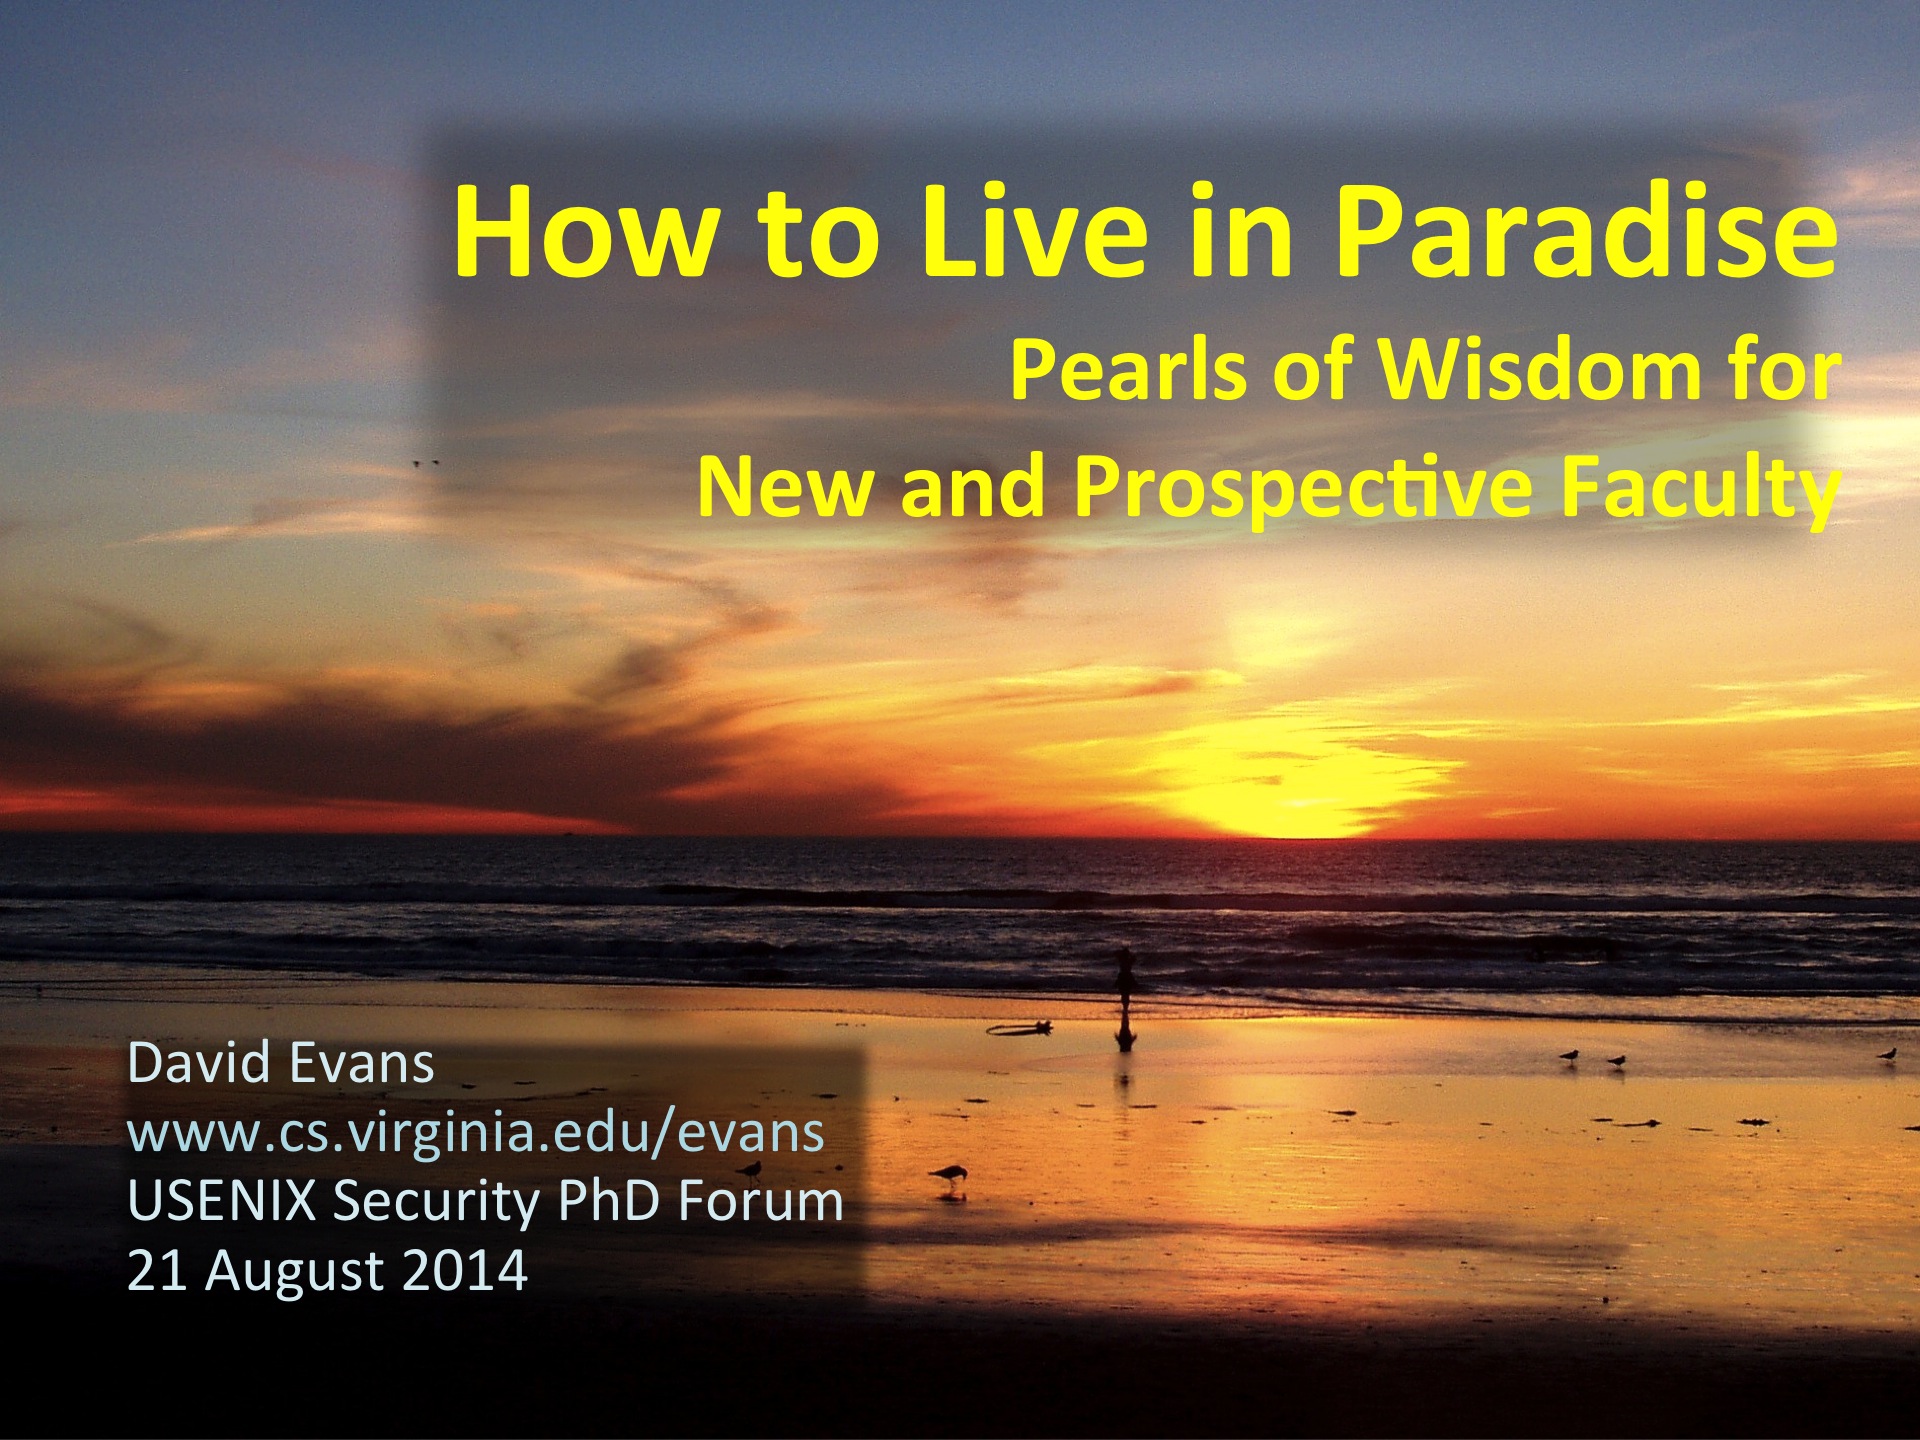 How to Live in Paradise
Pearls of Wisdom for
New and Prospective Faculty
David Evans
www.cs.virginia.edu/evans
USENIX Security PhD Forum
21 August 2014